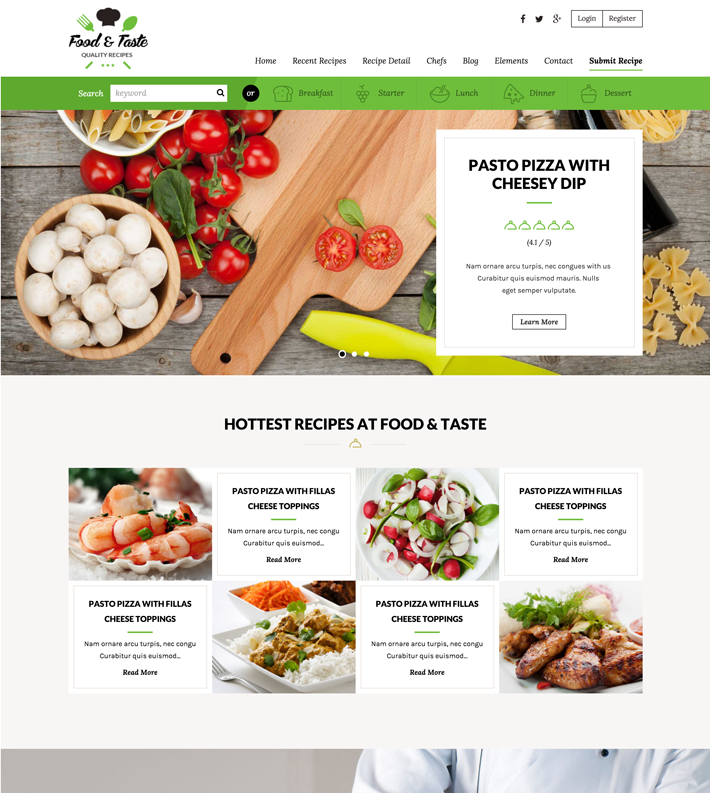 Food & Taste
QUALITY RECIPES
Login Register
Home Recent Recipes Recipe Detail Chefs Blog Elements Contact Submit Recipe
Search keyword or Breakfast Starter Lunch Dinner Dessert
PASTO PIZZA WITH
CHEESEY DIP
(4.1 / 5)
Nam ornare arcu turpis, nec congues with us
Curabitur quis euismod mauris. Nulls
eget semper vulputate.
Learn More
HOTTEST RECIPES AT FOOD & TASTE
PASTO PIZZA WITH FILLAS
CHEESE TOPPINGS
Nam ornare arcu turpis, nec congu
Curabitur quis euismod...
Read More
PASTO PIZZA WITH FILLAS
CHEESE TOPPINGS
Nam ornare arcu turpis, nec congu
Curabitur quis euismod...
Read More
PASTO PIZZA WITH FILLAS
CHEESE TOPPINGS
Nam ornare arcu turpis, nec congu
Curabitur quis euismod...
Read More
PASTO PIZZA WITH FILLAS
CHEESE TOPPINGS
Nam ornare arcu turpis, nec congu
Curabitur quis euismod...
Read More